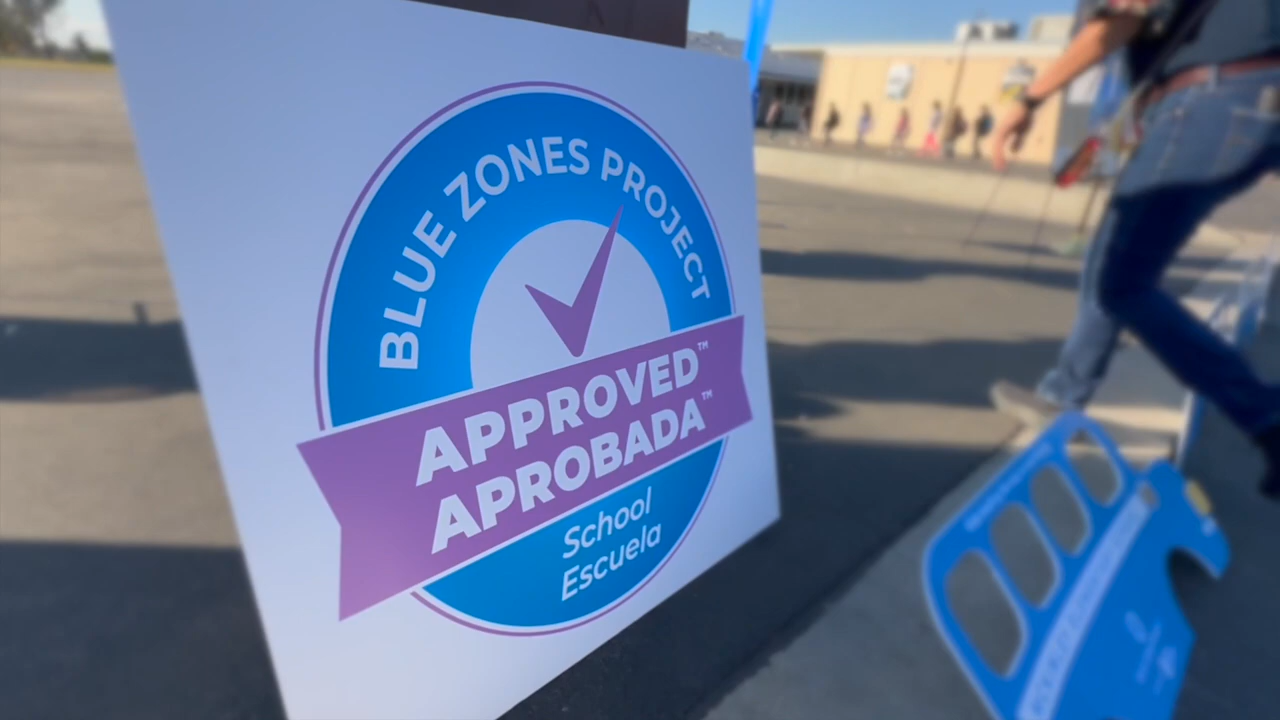 BLUE ZONES PROJECT
APPROVED™
APROBADA™
School
Escuela